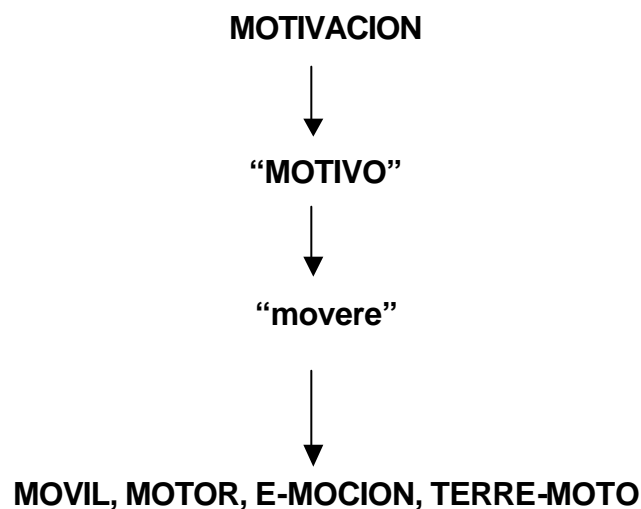 MOTIVACION
“MOTIVO”
“movere”
MOVIL, MOTOR, E-MOCION, TERRE-MOTO